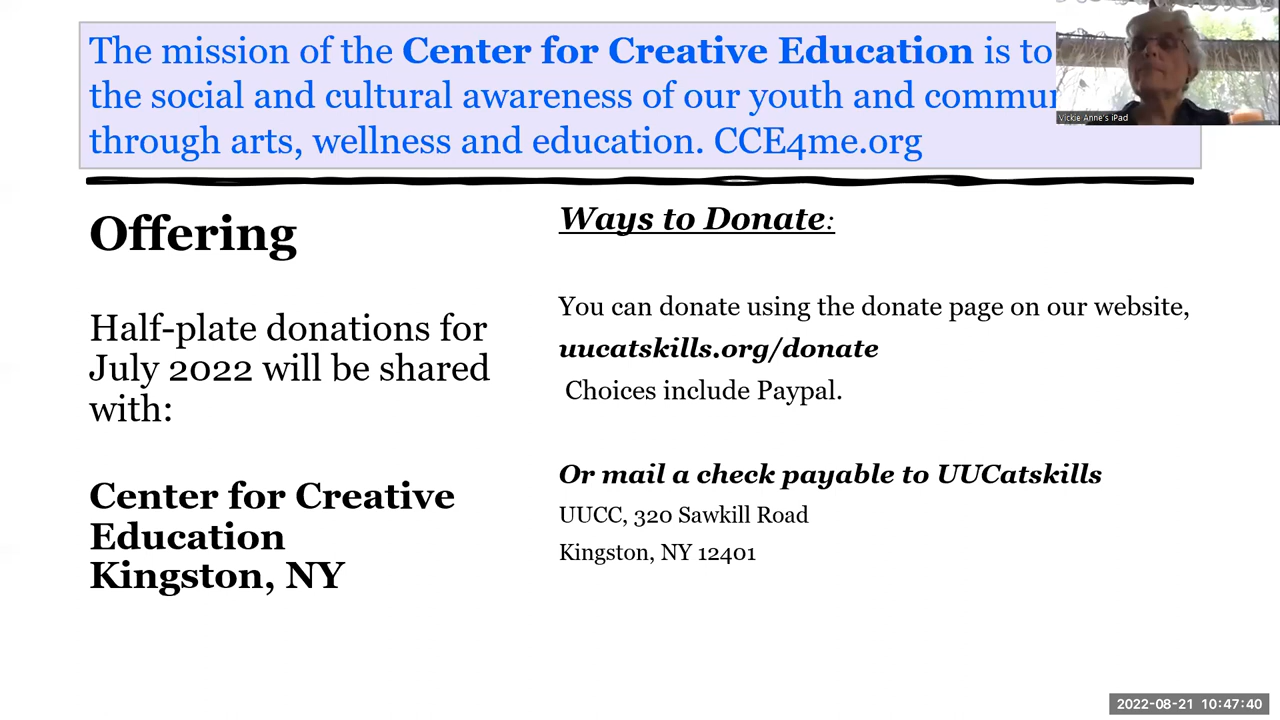 The mission of the Center for Creative Education is to
the social and cultural awareness of our youth and
through arts, wellness and education. CCE4me.org
Vickie Anne's iPad
Offering
Half-plate donations for
July 2022 will be shared
with:
Center for Creative
Education
Kingston, NY
Ways to Donate:
You can donate using the donate page on our website,
uucatskills.org/donate
Choices include Paypal.
Or mail a check payable to UUCatskills
UUCC, 320 Sawkill Road
Kingston, NY 12401
2022-08-21 10:47:40